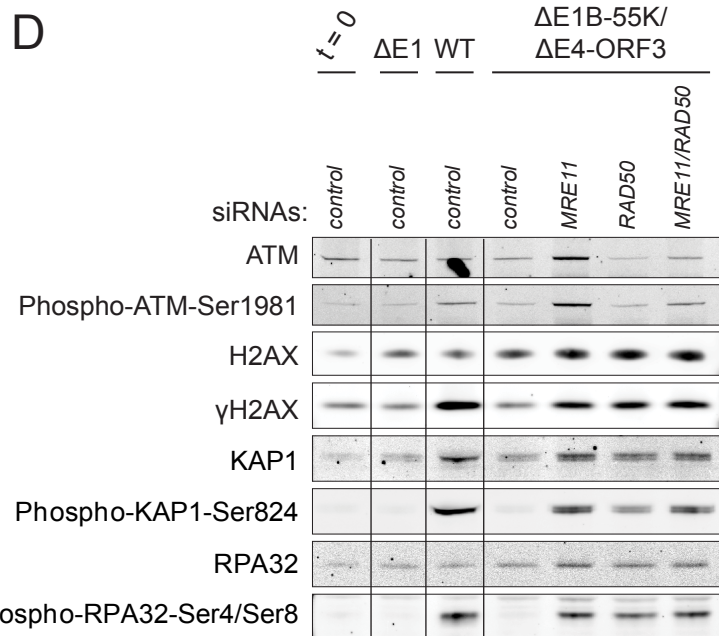 D
t = 0
ΔE1
WT
ΔE1B-55K/
ΔE4-ORF3
siRNAs:
control
control
control
control
MRE11
RAD50
MRE11/RAD50
ATM
Phospho-ATM-Ser1981
H2AX
γH2AX
KAP1
Phospho-KAP1-Ser824
RPA32
ospho-RPA32-Ser4/Ser8